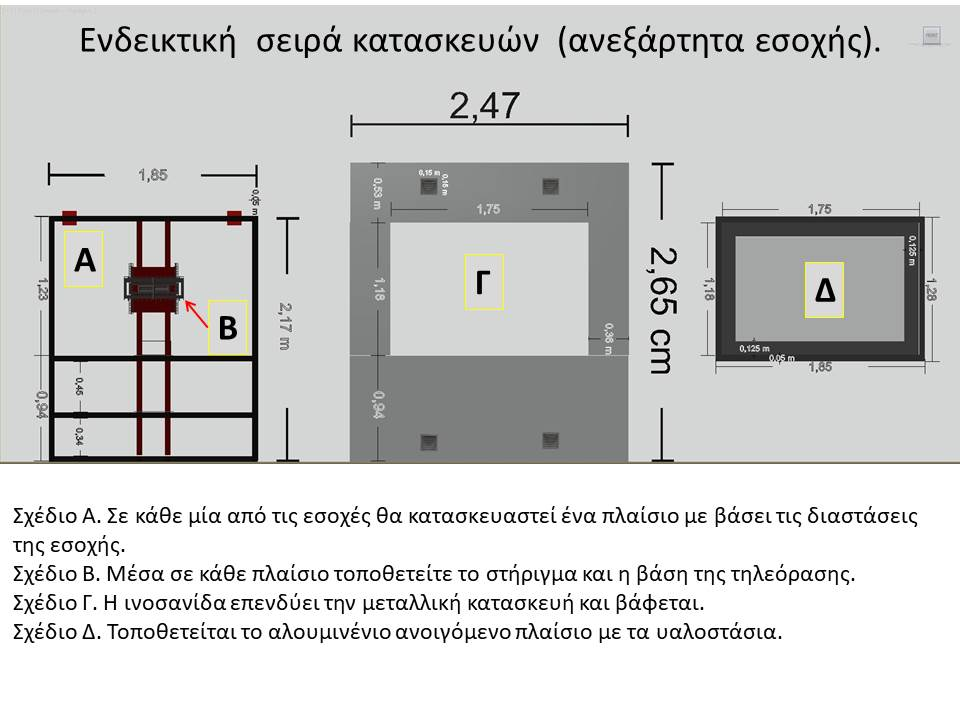 Ενδεικτική σειρά κατασκευών (ανεξάρτητα εσοχής).
2,47
1,85
0,05 m
A
B
1,23
0,94
0,45
0,34
2,17 m
0,53 m
0,15 m
0,15 m
1,75
1,18
Γ
0,36 m
0,94
2,65 cm
1,75
0,125 m
1,18
Δ
1,28
0,125 m
0,05 m
1,85
Σχέδιο Α. Σε κάθε μία από τις εσοχές θα κατασκευαστεί ένα πλαίσιο με βάσει τις διαστάσεις
της εσοχής.
Σχέδιο Β. Μέσα σε κάθε πλαίσιο τοποθετείτε το στήριγμα και η βάση της τηλεόρασης.
Σχέδιο Γ. Η ινοσανίδα επενδύει την μεταλλική κατασκευή και βάφεται.
Σχέδιο Δ. Τοποθετείται το αλουμινένιο ανοιγόμενο πλαίσιο με τα υαλοστάσια.